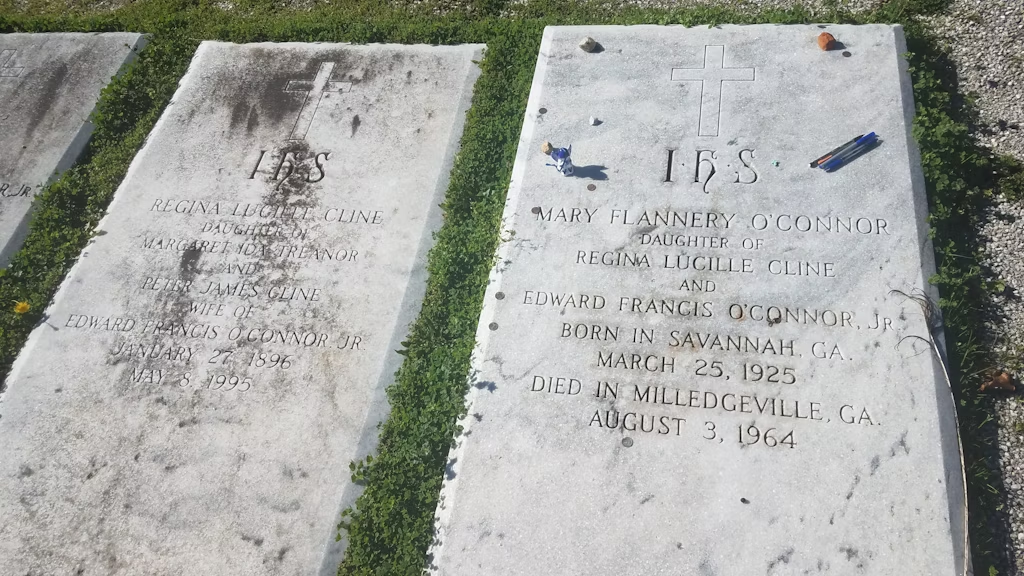 R, JR.
I H S
REGINA LUCILLE CLINE
DAUGHTER OF
MARGARET IDA TREANOR
AND
PETER JAMES CLINE
WIFE OF
EDWARD FRANCIS O'CONNOR JR.
JANUARY 27, 1896
MAY 8, 1995
I H S
MARY FLANNERY O'CONNOR
DAUGHTER OF
REGINA LUCILLE CLINE
AND
EDWARD FRANCIS O'CONNOR, JR.
BORN IN SAVANNAH, GA.
MARCH 25, 1925
DIED IN MILLEDGEVILLE, GA.
AUGUST 3, 1964